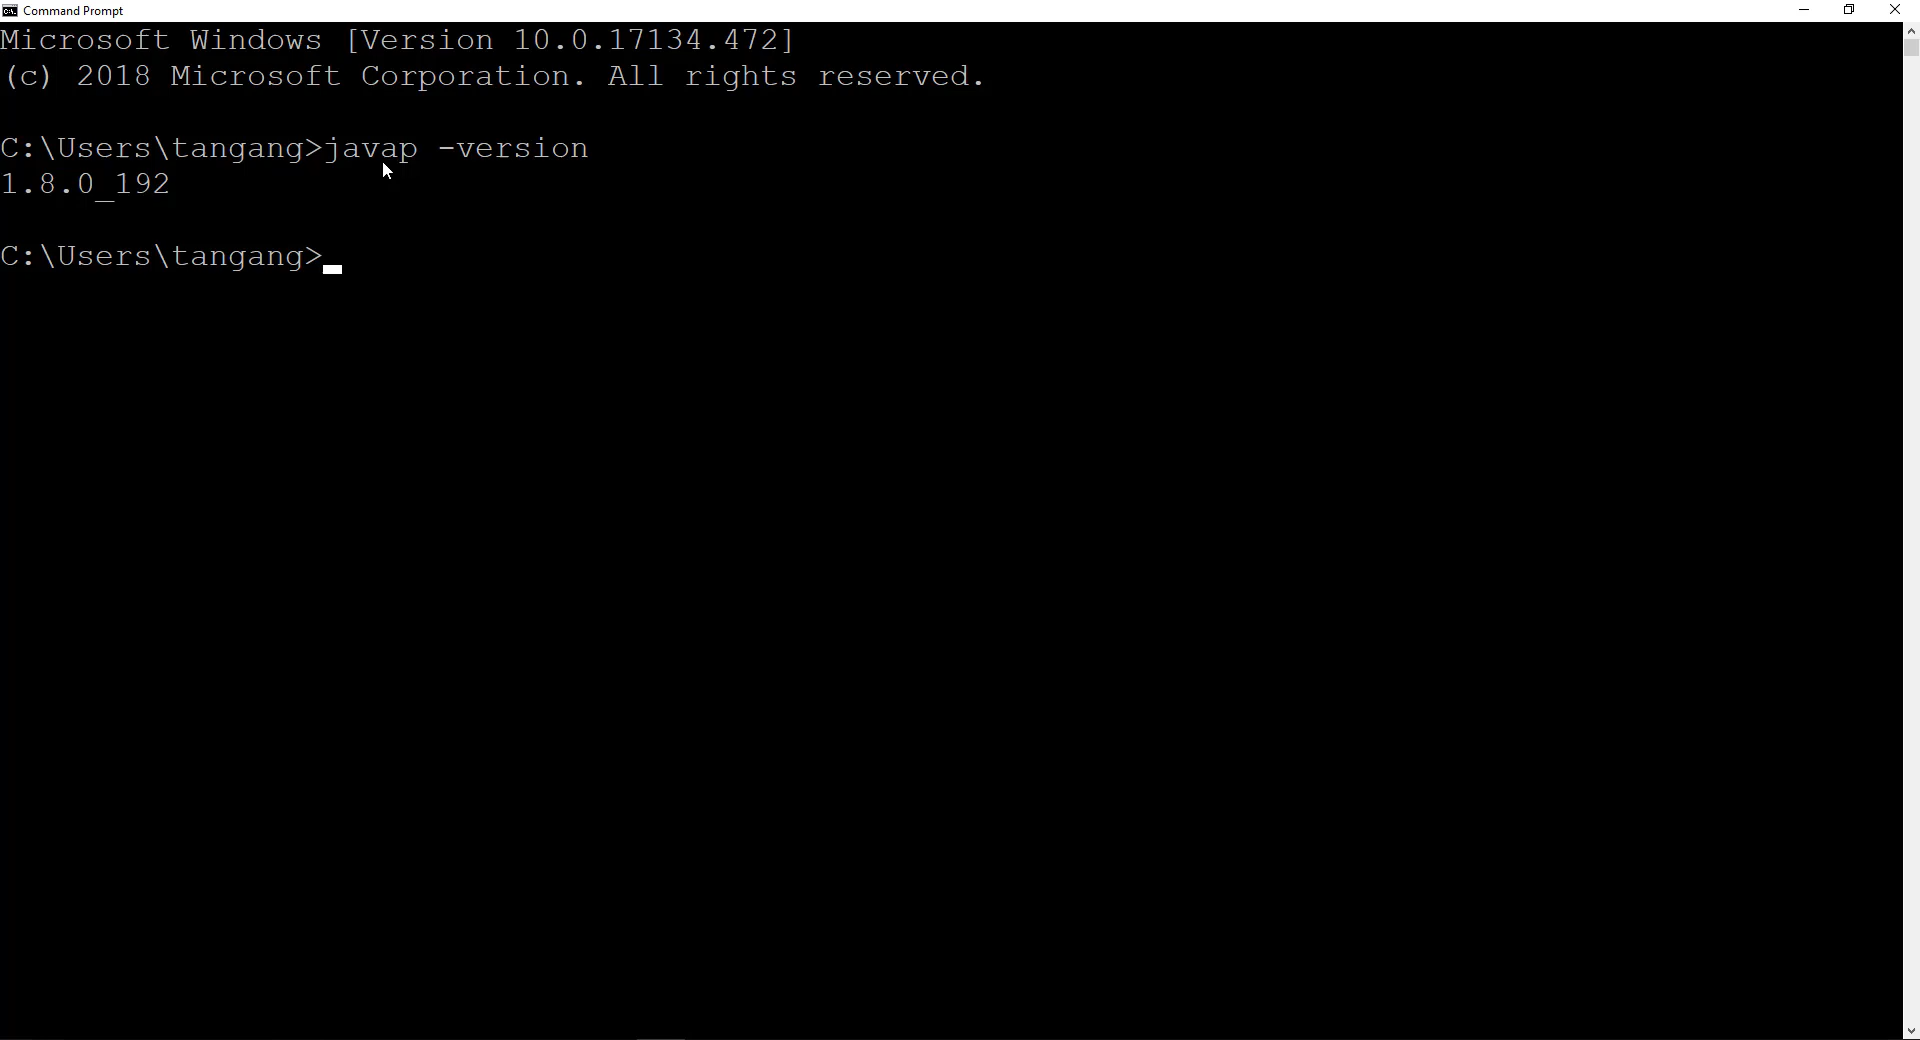 Command Prompt
Microsoft Windows [Version 10.0.17134.472]
(c) 2018 Microsoft Corporation. All rights reserved.
C:\Users\tangang>javap -version
1.8.0_192
C:\Users\tangang>